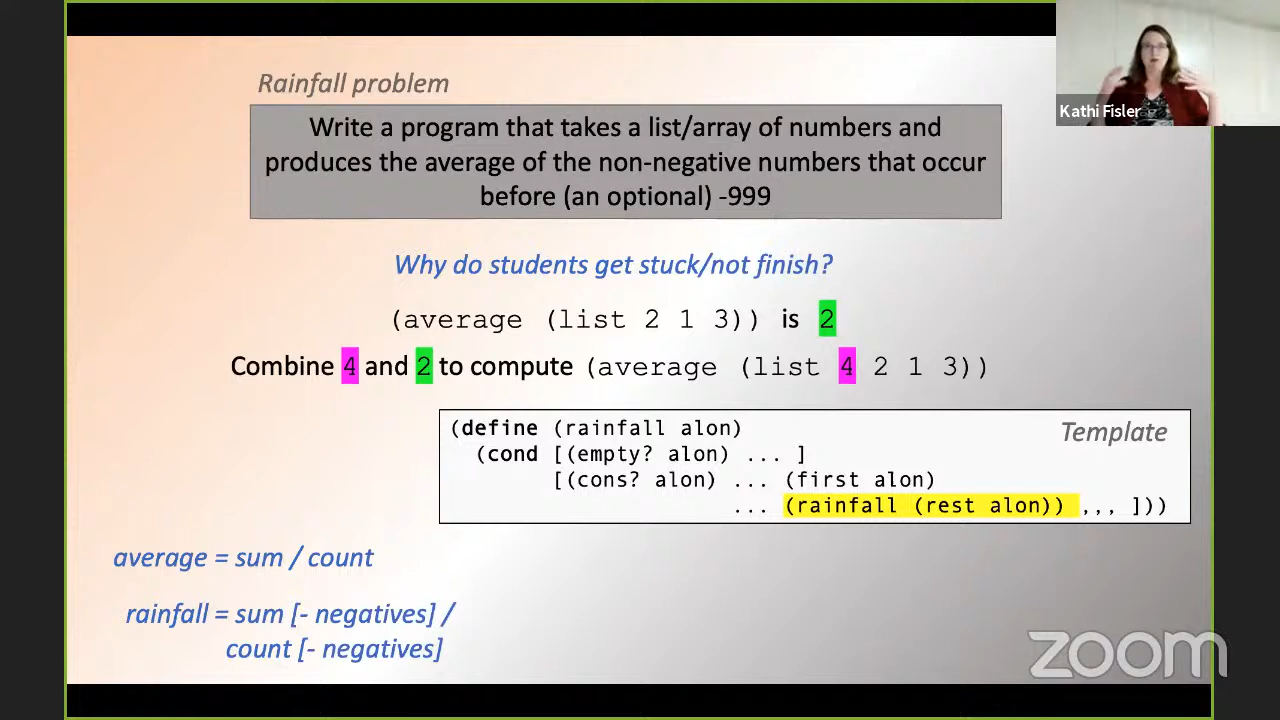 Rainfall problem
Kathi Fisler
Write a program that takes a list/array of numbers and
produces the average of the non-negative numbers that occur
before (an optional) -999
Why do students get stuck/not finish?
(average (list 2 1 3)) is 2
Combine 4 and 2 to compute (average (list 4 2 1 3))
(define (rainfall alon)
Template
(cond [(empty? alon) ... ]
[(cons? alon) ... (first alon)
... (rainfall (rest alon)) ,,, ]))
average = sum / count
rainfall = sum [- negatives] /
count [- negatives]
zoom